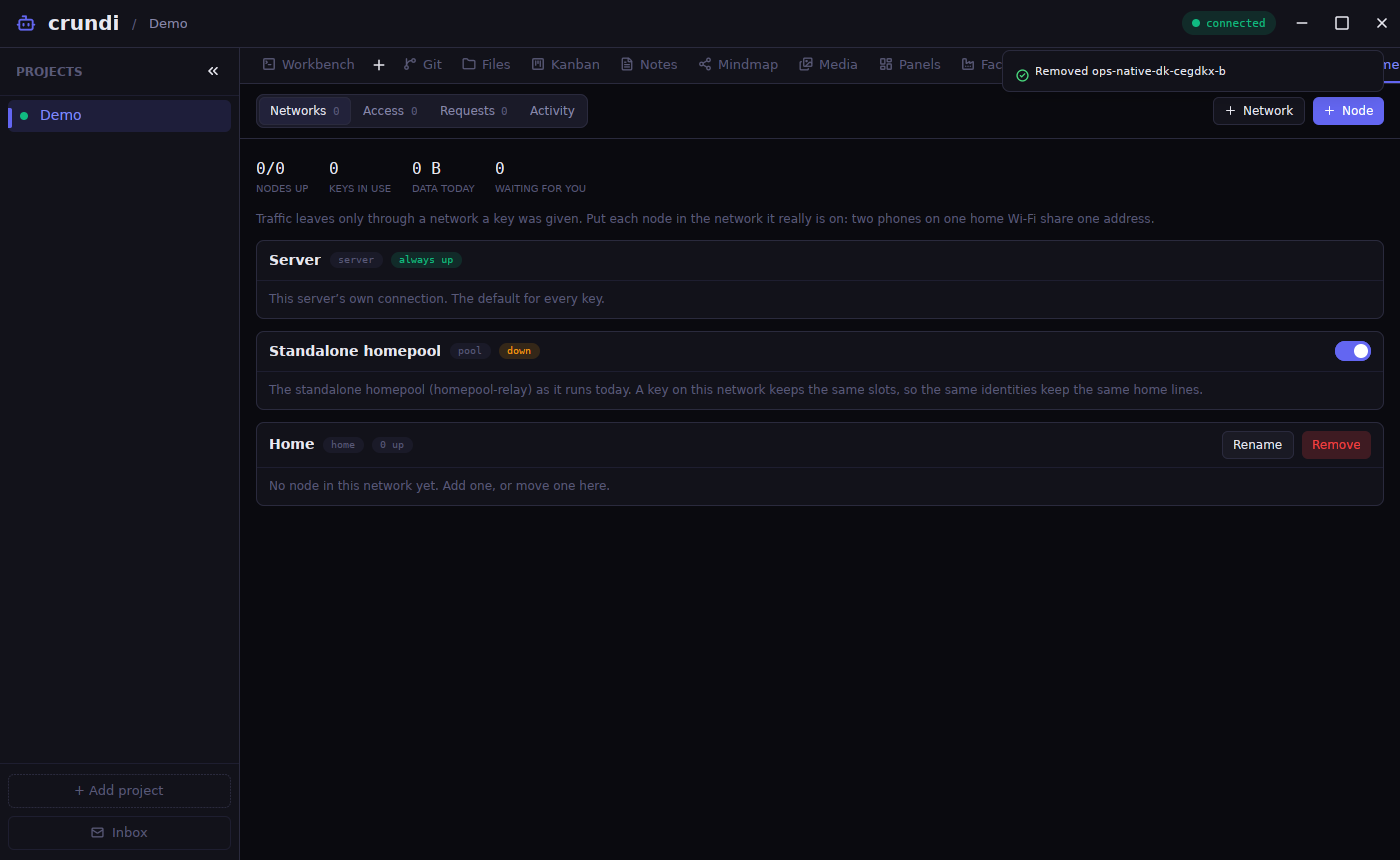 crundi / Demo
connected
PROJECTS
Workbench
Git
Files
Kanban
Notes
Mindmap
Media
Panels
Removed ops-native-dk-cegdkx-b
Demo
Networks 0
Access 0
Requests 0
Activity
+ Network
+ Node
0/0
NODES UP
0
KEYS IN USE
0 B
DATA TODAY
0
WAITING FOR YOU
Traffic leaves only through a network a key was given. Put each node in the network it really is on: two phones on one home Wi-Fi share one address.
Server server always up
This server’s own connection. The default for every key.
Standalone homepool pool down
The standalone homepool (homepool-relay) as it runs today. A key on this network keeps the same slots, so the same identities keep the same home lines.
Home home 0 up
Rename
Remove
No node in this network yet. Add one, or move one here.
+ Add project
Inbox